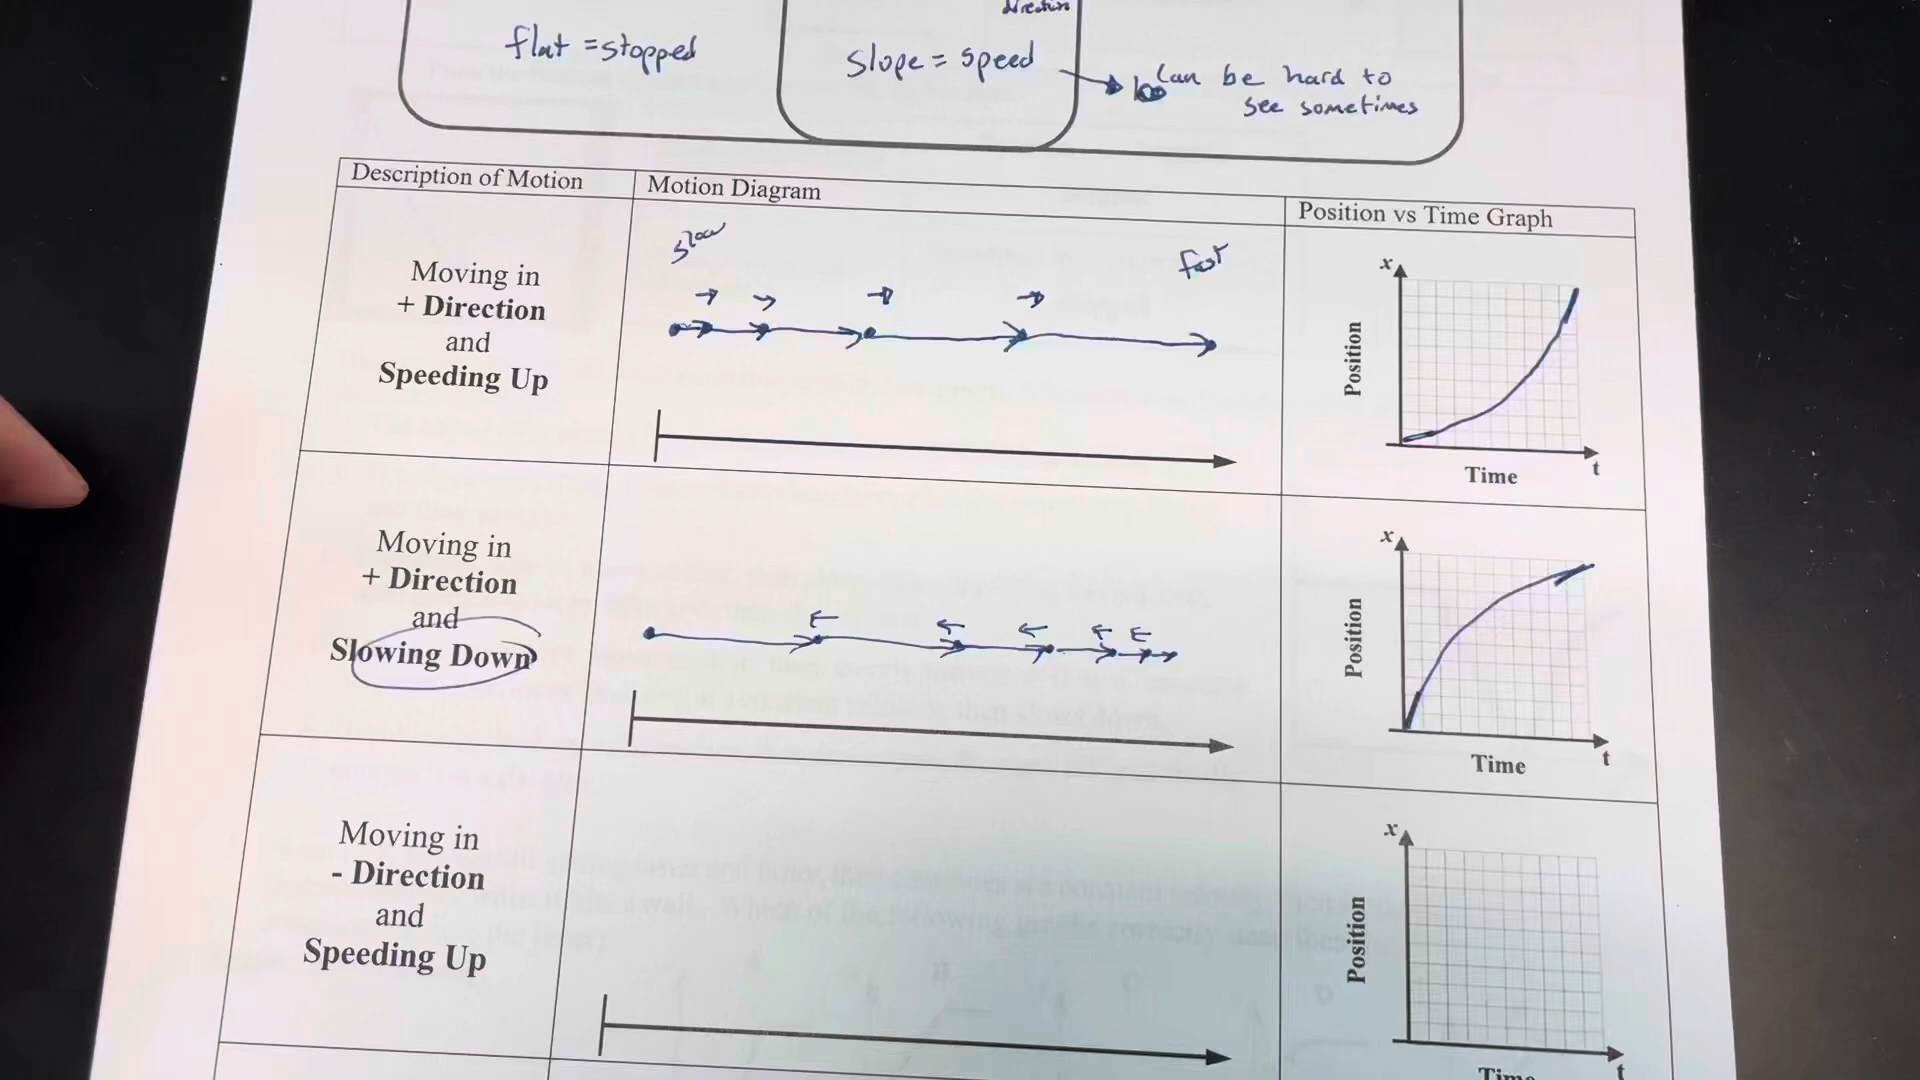 direction
flat = stopped
slope = speed
can be hard to
see sometimes
Description of Motion
Motion Diagram
Position vs Time Graph
slow
fast
Moving in
+ Direction
and
Speeding Up
x
Position
Time
t
Moving in
+ Direction
and
Slowing Down
x
Position
Time
t
Moving in
- Direction
and
Speeding Up
x
Position
Time
t